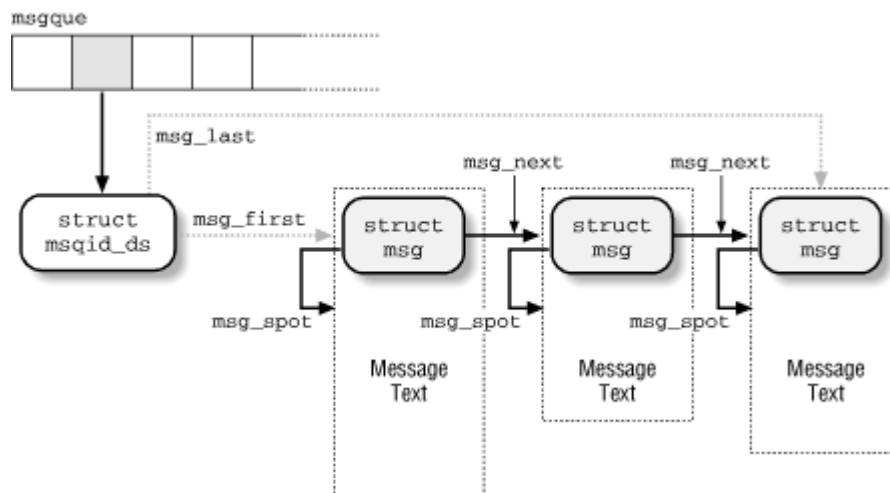 msgque
msg_last
msg_next
msg_next
struct
msqid_ds
msg_first
struct
msg
struct
msg
struct
msg
msg_spot
msg_spot
msg_spot
Message
Text
Message
Text
Message
Text